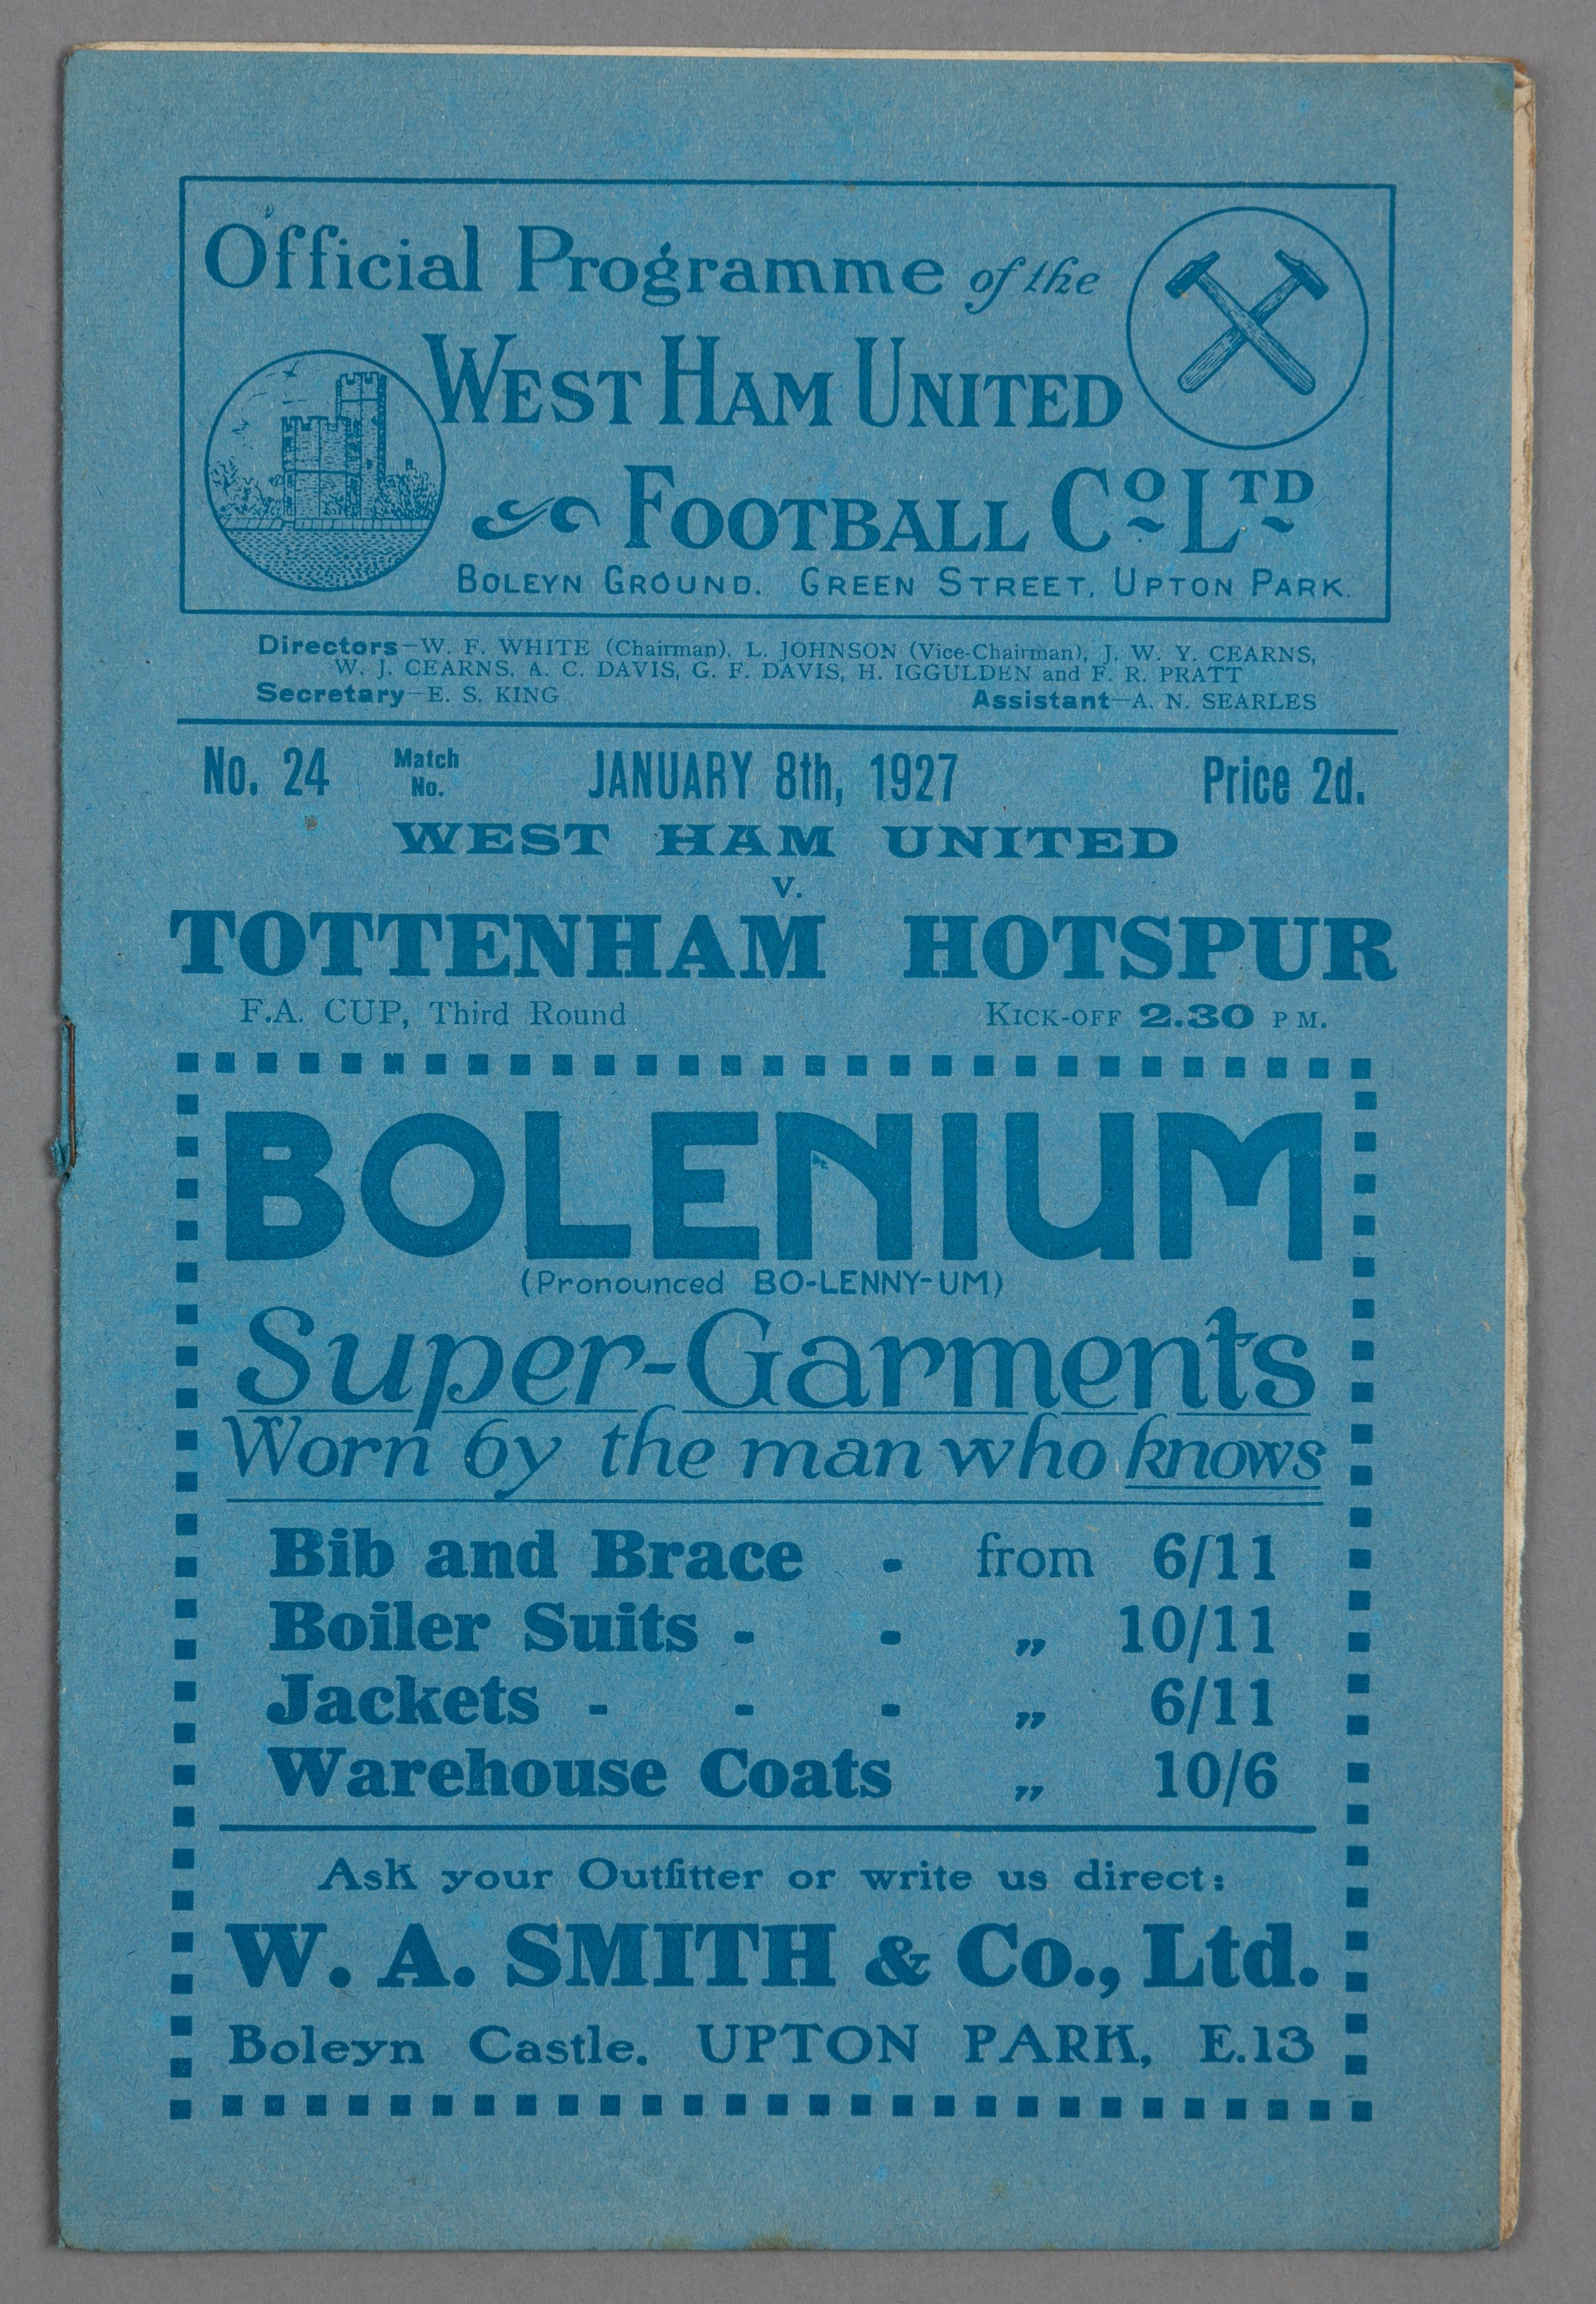 Official Programme of the
WEST HAM UNITED
FOOTBALL CO LTD
BOLEYN GROUND. GREEN STREET, UPTON PARK.
Directors—W. F. WHITE (Chairman), L. JOHNSON (Vice-Chairman), J. W. Y. CEARNS,
W. J. CEARNS, A. C. DAVIS, G. F. DAVIS, H. IGGULDEN and F. R. PRATT
Secretary—E. S. KING Assistant—A. N. SEARLES
No. 24 Match No. JANUARY 8th, 1927 Price 2d.
WEST HAM UNITED
v.
TOTTENHAM HOTSPUR
F.A. CUP, Third Round KICK-OFF 2.30 P M.
BOLENIUM
(Pronounced BO-LENNY-UM)
Super-Garments
Worn by the man who knows
Bib and Brace - from 6/11
Boiler Suits - - „ 10/11
Jackets - - - „ 6/11
Warehouse Coats „ 10/6
Ask your Outfitter or write us direct:
W. A. SMITH & Co., Ltd.
Boleyn Castle. UPTON PARK, E.13